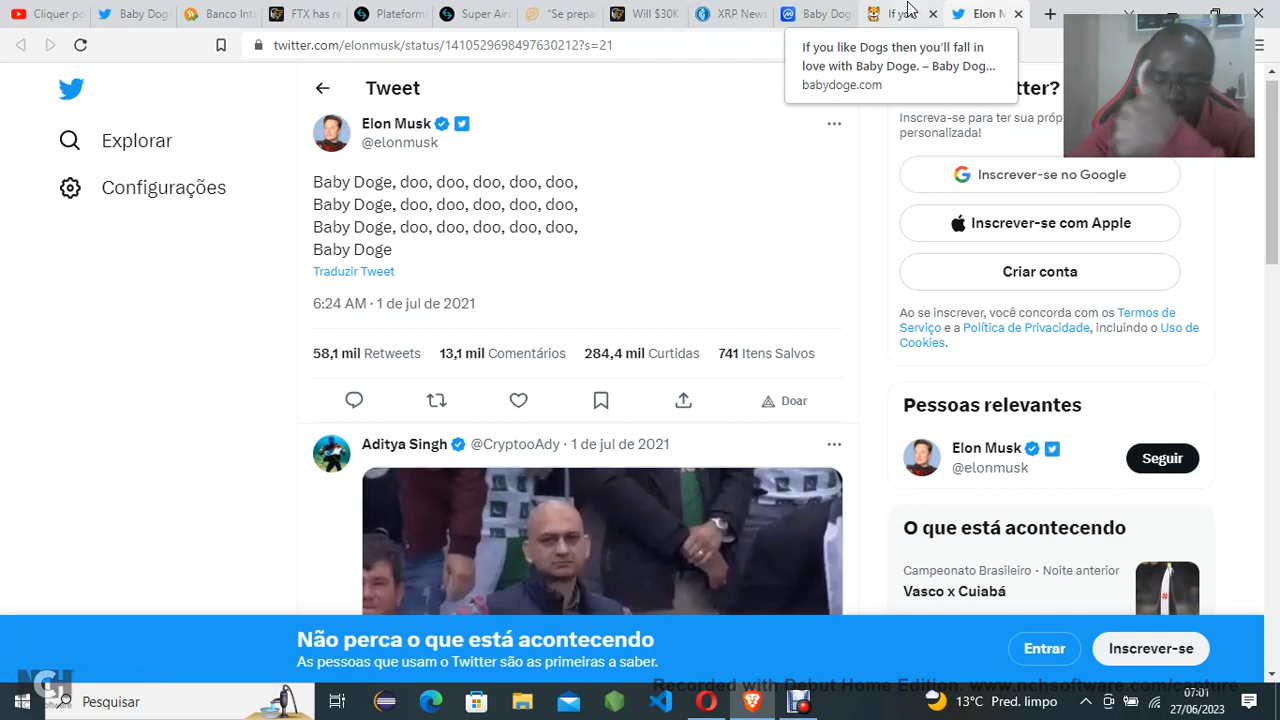 Cliquer p
Baby Doge
Banco Inte
FTX has re
Plateform
Super Airc
"Se prepa
Will $30K
XRP News
Baby Doge
If yo
Elon M
twitter.com/elonmusk/status/1410529698497630212?s=21
If you like Dogs then you'll fall in
love with Baby Doge. – Baby Dog...
babydoge.com
Tweet
Elon Musk
@elonmusk
Baby Doge, doo, doo, doo, doo, doo,
Baby Doge, doo, doo, doo, doo, doo,
Baby Doge, doo, doo, doo, doo, doo,
Baby Doge
Traduzir Tweet
6:24 AM · 1 de jul de 2021
58,1 mil Retweets 13,1 mil Comentários 284,4 mil Curtidas 741 Itens Salvos
Doar
Aditya Singh @CryptooAdy · 1 de jul de 2021
Explorar
Configurações
tter?
Inscreva-se para ter sua próp
personalizada!
Inscrever-se no Google
Inscrever-se com Apple
Criar conta
Ao se inscrever, você concorda com os Termos de
Serviço e a Política de Privacidade, incluindo o Uso de
Cookies.
Pessoas relevantes
Elon Musk
@elonmusk
Seguir
O que está acontecendo
Campeonato Brasileiro · Noite anterior
Vasco x Cuiabá
Não perca o que está acontecendo
As pessoas que usam o Twitter são as primeiras a saber.
Entrar
Inscrever-se
NCH
Software
Recorded with Debut Home Edition. www.nchsoftware.com/capture
Pesquisar
13°C Pred. limpo
07:01
27/06/2023